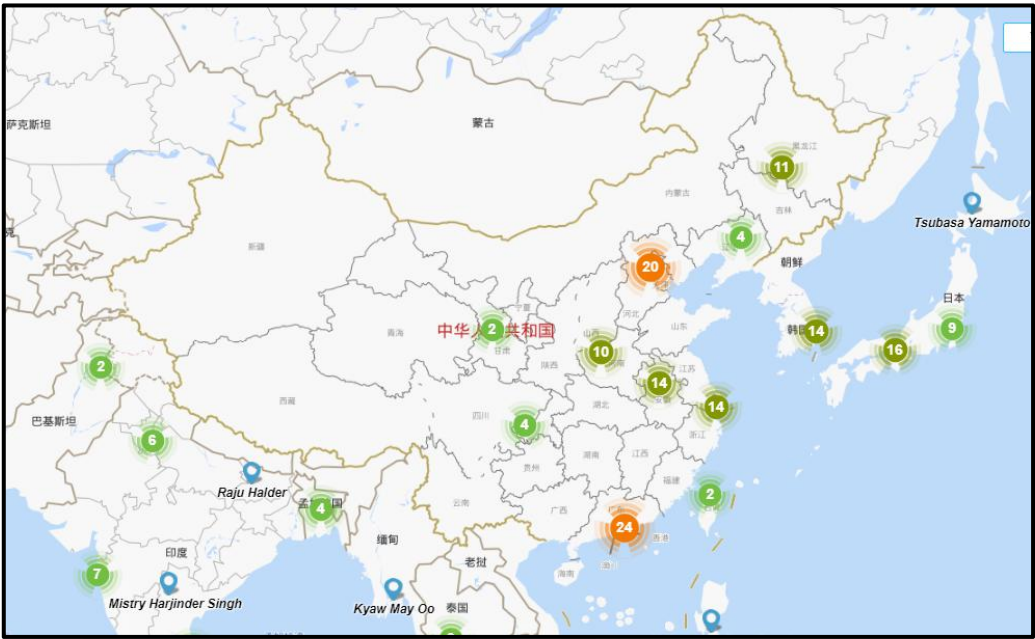 蒙古
萨克斯坦
黑龙江
11
内蒙古
吉林
Tsubasa Yamamoto
4
新疆
20
朝鲜
日本
宁夏
河北
青海
中华人
2
共和国
甘肃
山西
山东
韩国
14
9
10
16
陕西
2
14
江苏
西藏
巴基斯坦
四川
湖北
14
4
浙江
6
贵州
湖南
江西
Raju Halder
福建
2
云南
广西
4
24
香港
缅甸
印度
老挝
海南
7
Mistry Harjinder Singh
Kyaw May Oo
泰国